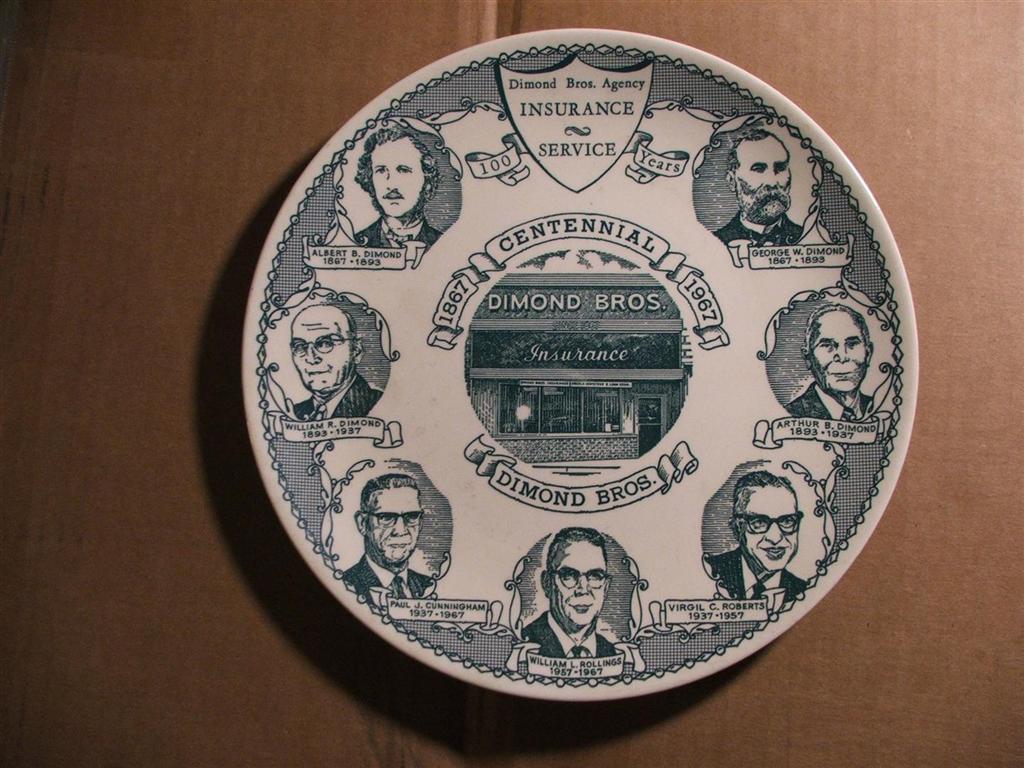 Dimond Bros. Agency
INSURANCE
SERVICE
100 Years
ALBERT B. DIMOND
1867 • 1893
GEORGE W. DIMOND
1867 • 1893
CENTENNIAL
1867
1967
DIMOND BROS.
Insurance
WILLIAM R. DIMOND
1893 • 1937
ARTHUR B. DIMOND
1893 • 1937
DIMOND BROS.
PAUL J. CUNNINGHAM
1937 • 1967
VIRGIL C. ROBERTS
1937 • 1957
WILLIAM L. ROLLINGS
1957 • 1967